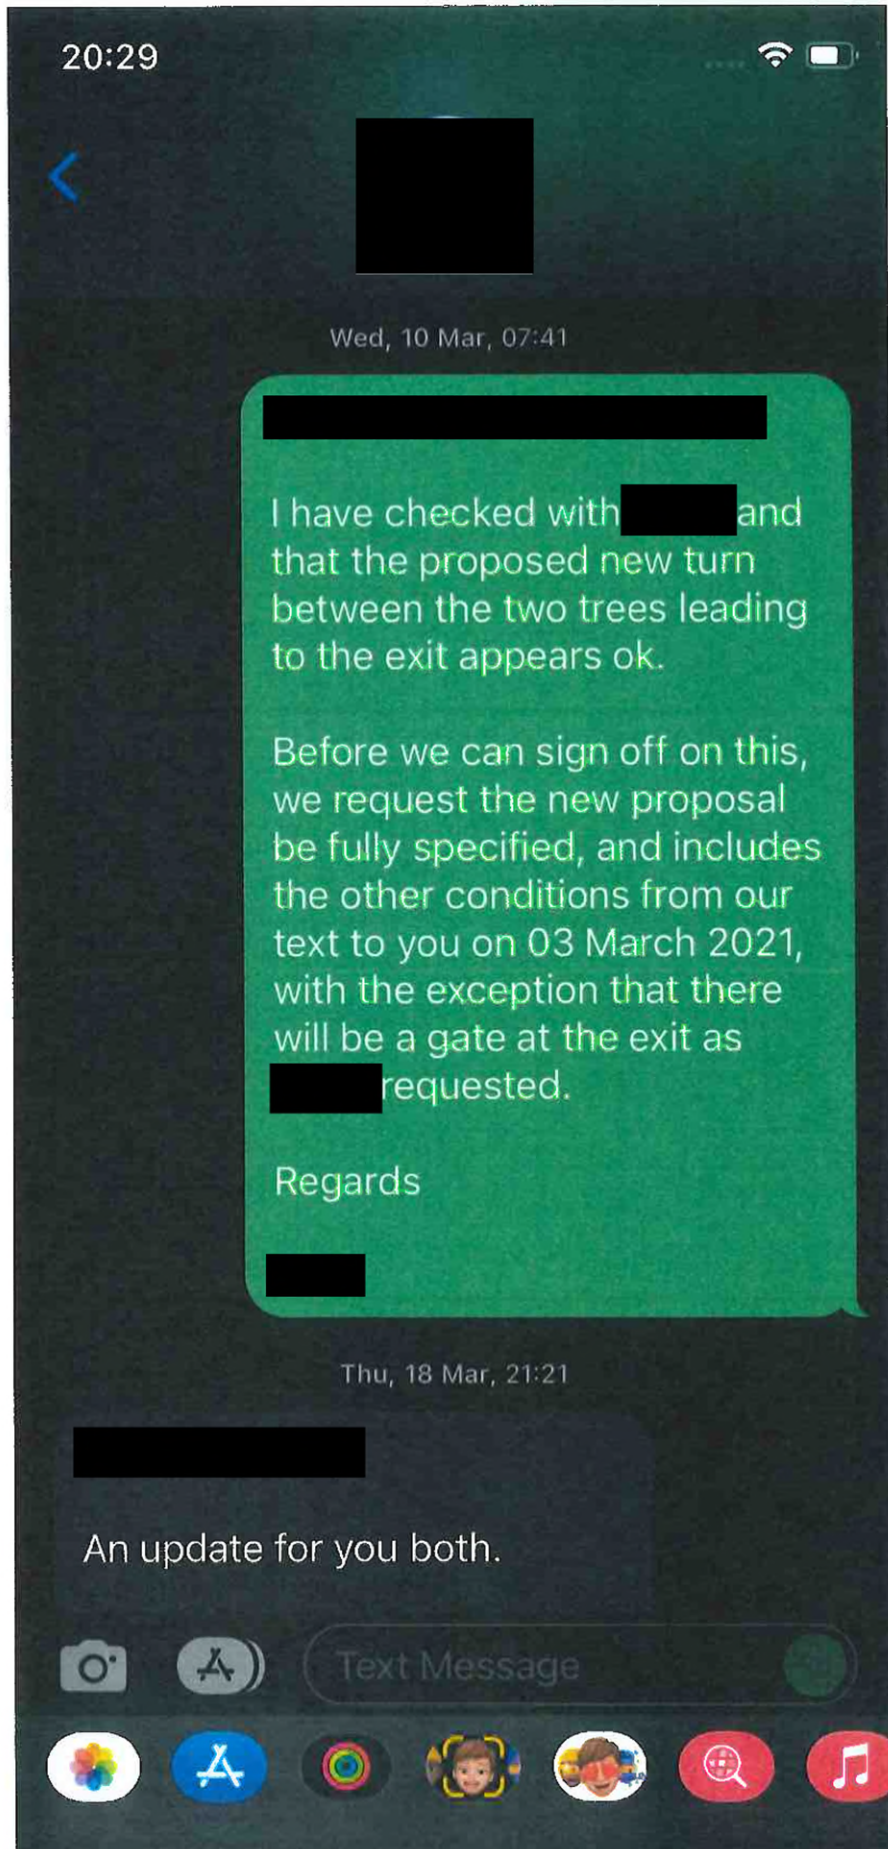 20:29
Wed, 10 Mar, 07:41
I have checked with and
that the proposed new turn
between the two trees leading
to the exit appears ok.
Before we can sign off on this,
we request the new proposal
be fully specified, and includes
the other conditions from our
text to you on 03 March 2021,
with the exception that there
will be a gate at the exit as
requested.
Regards
Thu, 18 Mar, 21:21
An update for you both.
Text Message